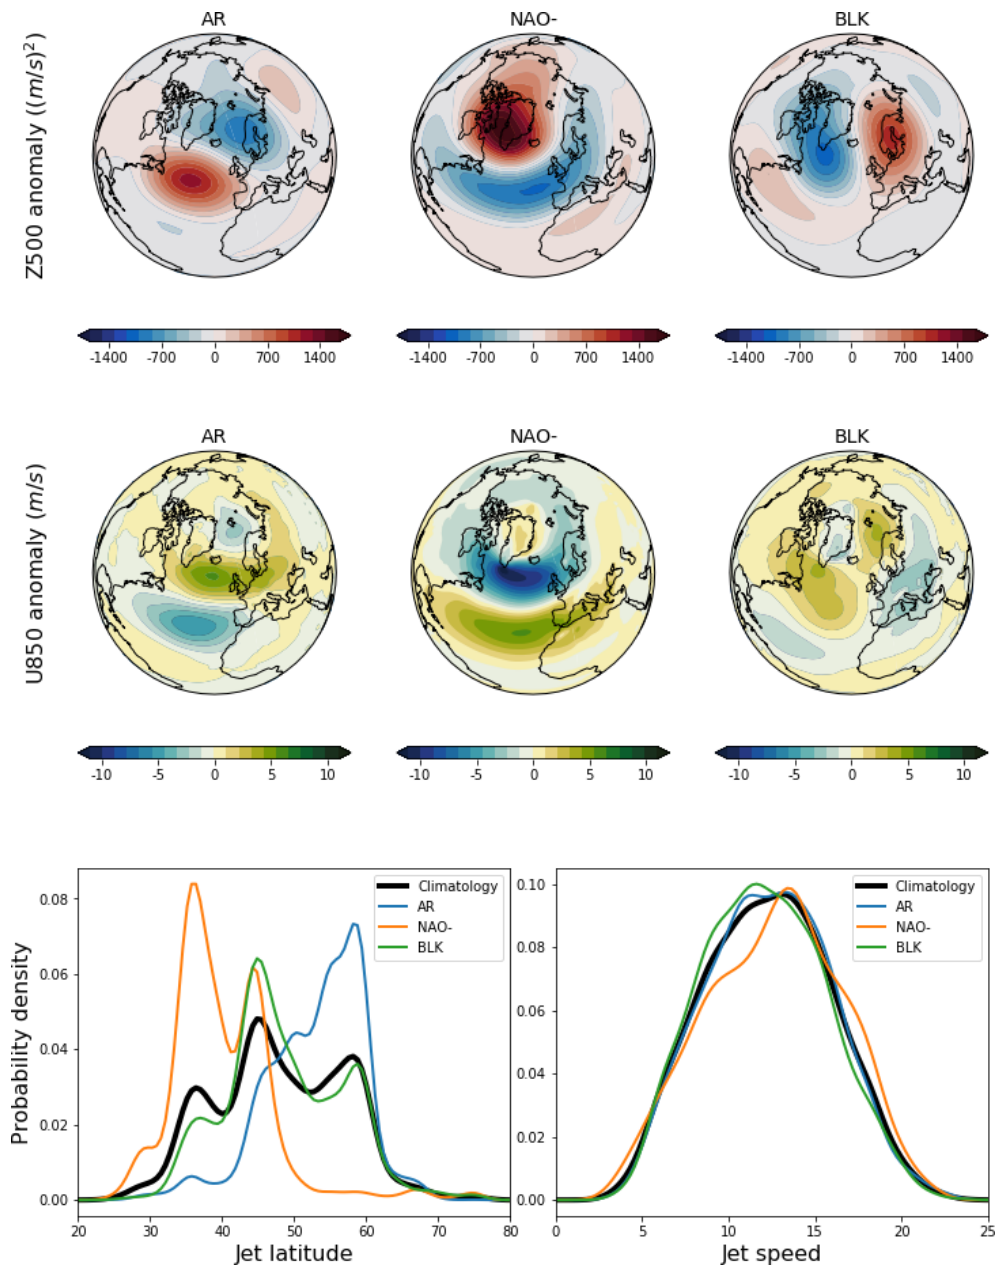 AR NAO- BLK
Z500 anomaly ((m/s)²)
-1400 -700 0 700 1400 -1400 -700 0 700 1400 -1400 -700 0 700 1400
AR NAO- BLK
U850 anomaly (m/s)
-10 -5 0 5 10 -10 -5 0 5 10 -10 -5 0 5 10
Probability density
0.08
0.06
0.04
0.02
0.00
20 30 40 50 60 70 80
Jet latitude
Climatology
AR
NAO-
BLK
0.10
0.08
0.06
0.04
0.02
0.00
0 5 10 15 20 25
Jet speed
Climatology
AR
NAO-
BLK